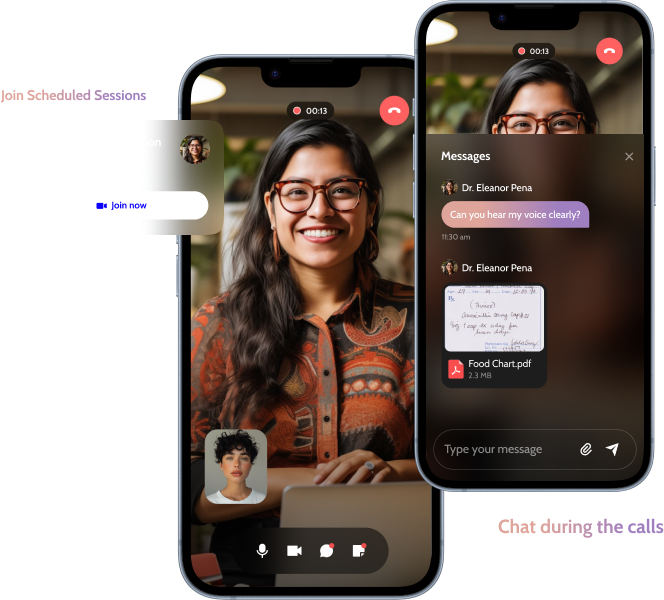 Join Scheduled Sessions
on
Join now
00:13
00:13
Messages
Dr. Eleanor Pena
Can you hear my voice clearly?
11:30 am
Dr. Eleanor Pena
Food Chart.pdf
2.3 MB
Type your message
Chat during the calls